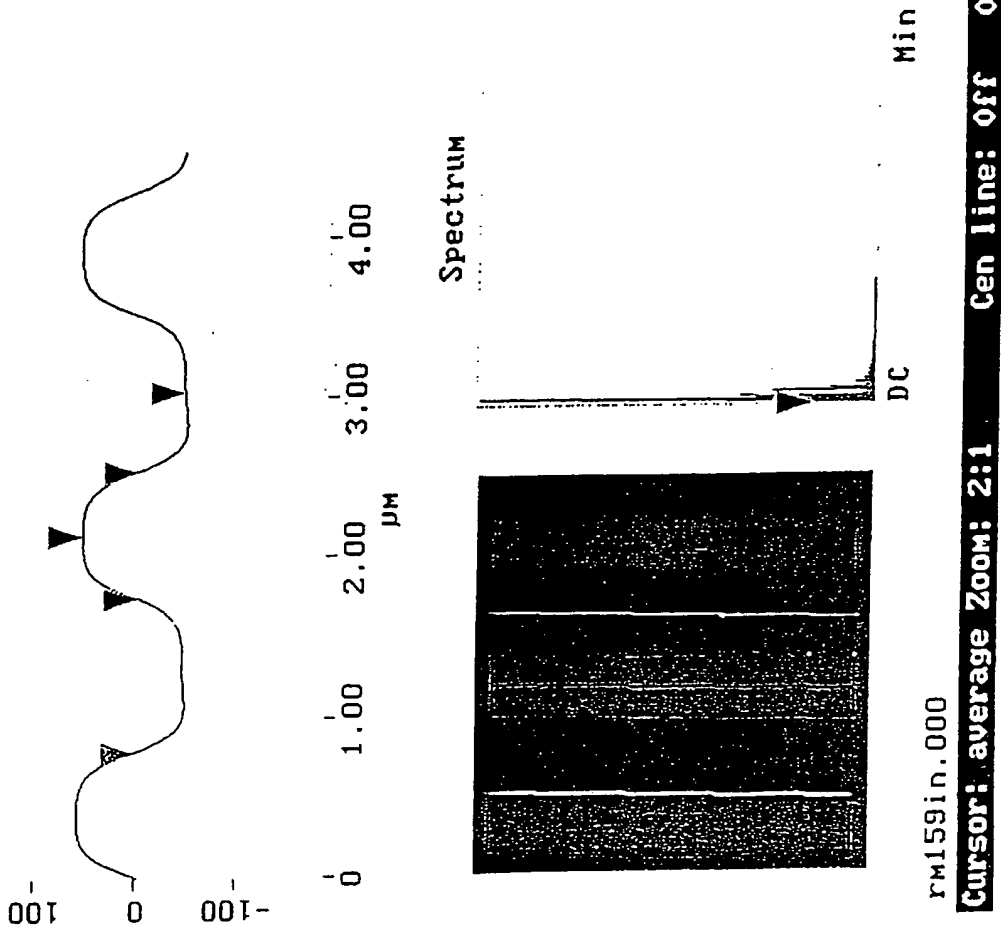 100
0
-100
0 1.00 2.00 3.00 4.00
µM
Spectrum
DC Min
rm159in.000
Cursor: average Zoom: 2:1 Cen line: Off